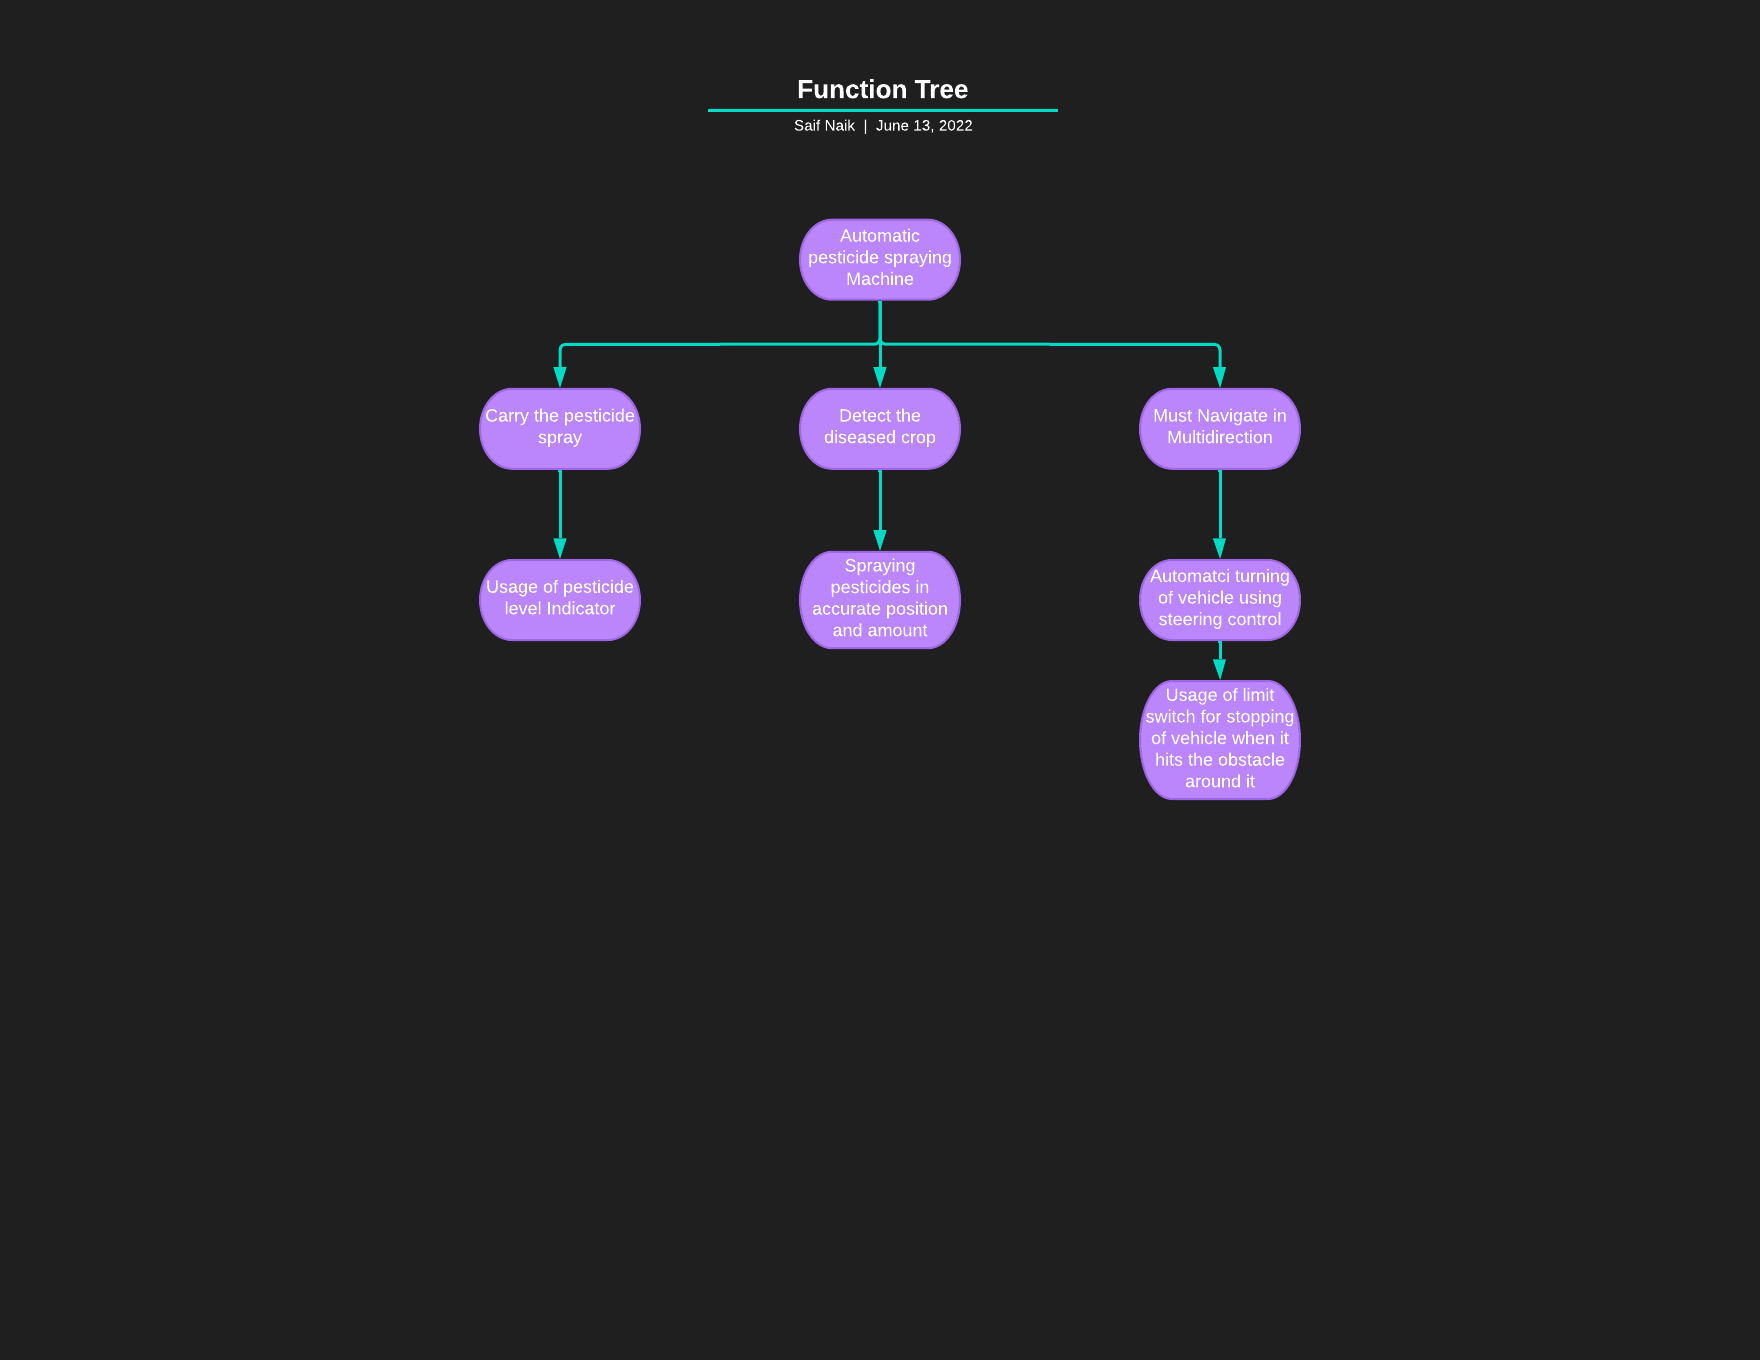 Function Tree
Saif Naik | June 13, 2022
Automatic
pesticide spraying
Machine
Carry the pesticide
spray
Detect the
diseased crop
Must Navigate in
Multidirection
Usage of pesticide
level Indicator
Spraying
pesticides in
accurate position
and amount
Automatci turning
of vehicle using
steering control
Usage of limit
switch for stopping
of vehicle when it
hits the obstacle
around it